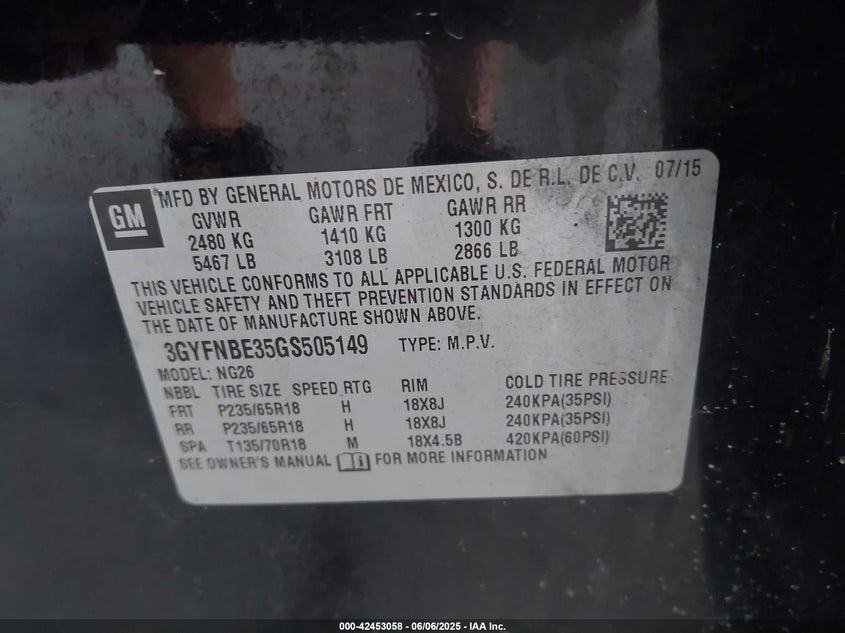 GM
MFD BY GENERAL MOTORS DE MEXICO, S. DE R.L. DE C.V. 07/15
GVWR GAWR FRT GAWR RR
2480 KG 1410 KG 1300 KG
5467 LB 3108 LB 2866 LB
THIS VEHICLE CONFORMS TO ALL APPLICABLE U.S. FEDERAL MOTOR
VEHICLE SAFETY AND THEFT PREVENTION STANDARDS IN EFFECT ON
THE DATE OF MANUFACTURE SHOWN ABOVE.
3GYFNBE35GS505149 TYPE: M.P.V.
MODEL: NG26
NBBL TIRE SIZE SPEED RTG RIM COLD TIRE PRESSURE
FRT P235/65R18 H 18X8J 240KPA(35PSI)
RR P235/65R18 H 18X8J 240KPA(35PSI)
SPA T135/70R18 M 18X4.5B 420KPA(60PSI)
SEE OWNER'S MANUAL FOR MORE INFORMATION
000-42453058 - 06/06/2025 - IAA Inc.